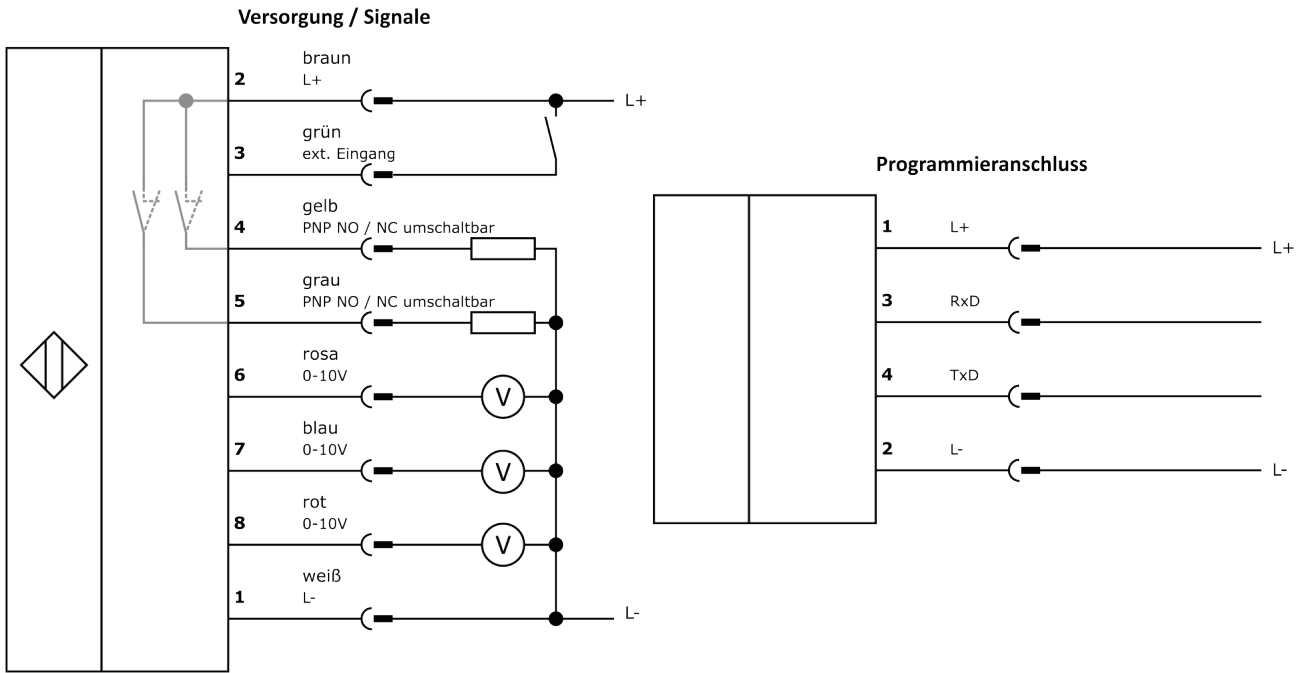 Versorgung / Signale
braun
2
L+
L+
grün
3
ext. Eingang
gelb
4
PNP NO / NC umschaltbar
grau
5
PNP NO / NC umschaltbar
rosa
6
0-10V
V
blau
7
0-10V
V
rot
8
0-10V
V
weiß
1
L-
L-
Programmieranschluss
1
L+
L+
3
RxD
4
TxD
2
L-
L-